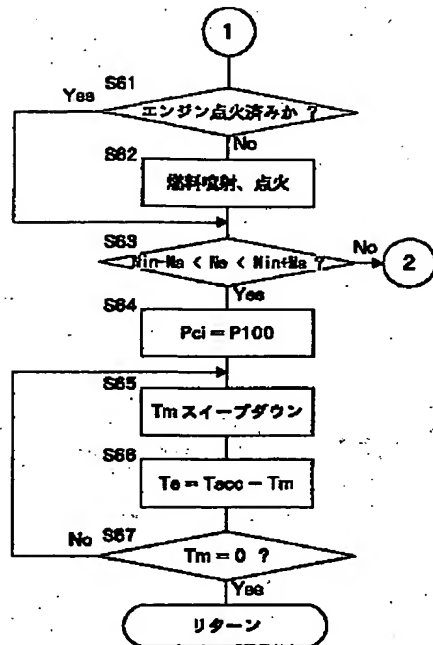 1
S61
Yes
エンジン点火済みか ?
No
S62
燃料噴射、点火
S63
Nin-Na < Ne < Nin+Na ?
No
2
Yes
S64
Pci = P100
S65
Tm スイープダウン
S66
Te = Tacc - Tm
No
S67
Tm = 0 ?
Yes
リターン